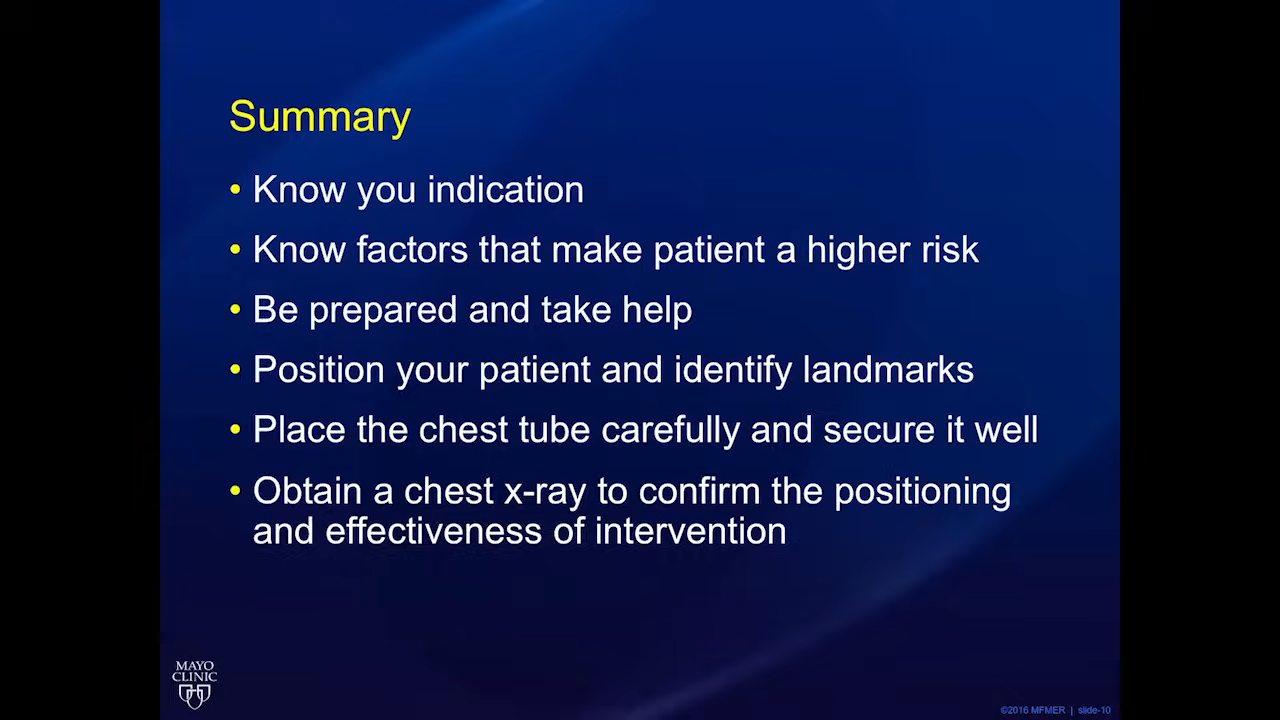 Summary
• Know you indication
• Know factors that make patient a higher risk
• Be prepared and take help
• Position your patient and identify landmarks
• Place the chest tube carefully and secure it well
• Obtain a chest x-ray to confirm the positioning
and effectiveness of intervention
MAYO
CLINIC
©2016 MFMER | slide-10